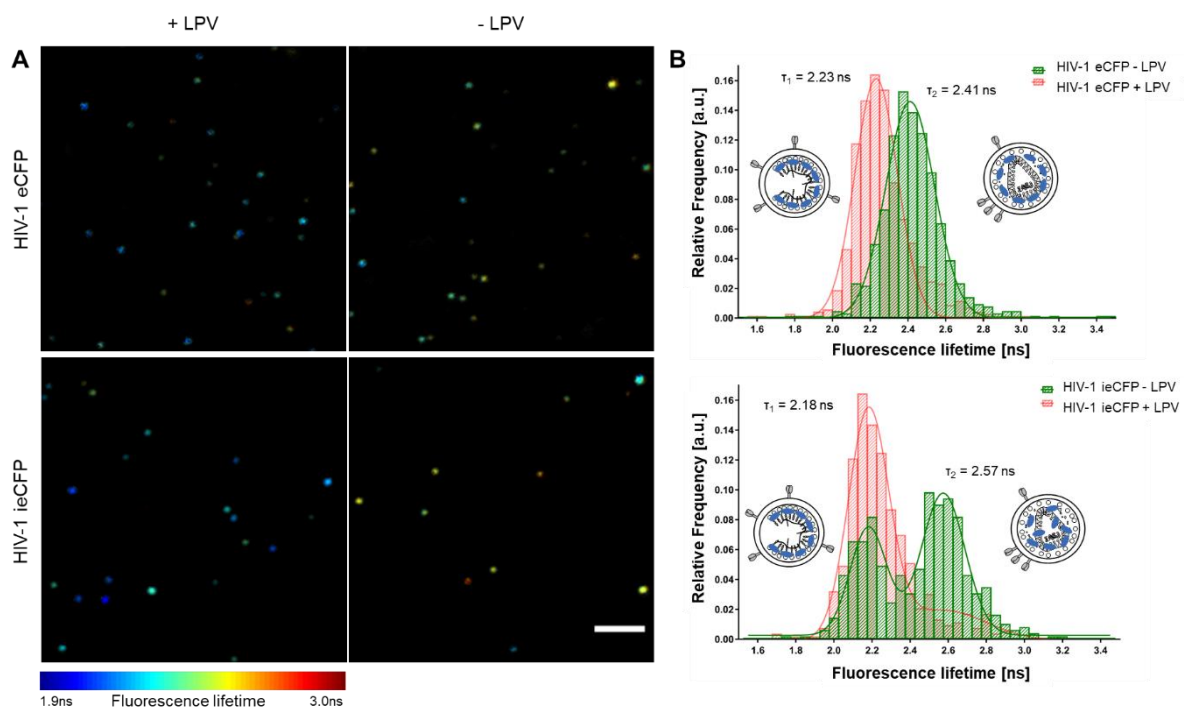 + LPV
- LPV
A
HIV-1 eCFP
HIV-1 ieCFP
1.9ns
Fluorescence lifetime
3.0ns
B
τ1 = 2.23 ns
HIV-1 eCFP - LPV
HIV-1 eCFP + LPV
τ2 = 2.41 ns
Relative Frequency [a.u.]
0.16
0.14
0.12
0.10
0.08
0.06
0.04
0.02
0.00
1.6 1.8 2.0 2.2 2.4 2.6 2.8 3.0 3.2 3.4
Fluorescence lifetime [ns]
HIV-1 ieCFP - LPV
HIV-1 ieCFP + LPV
τ1 = 2.18 ns
τ2 = 2.57 ns
Relative Frequency [a.u.]
0.16
0.14
0.12
0.10
0.08
0.06
0.04
0.02
0.00
1.6 1.8 2.0 2.2 2.4 2.6 2.8 3.0 3.2 3.4
Fluorescence lifetime [ns]